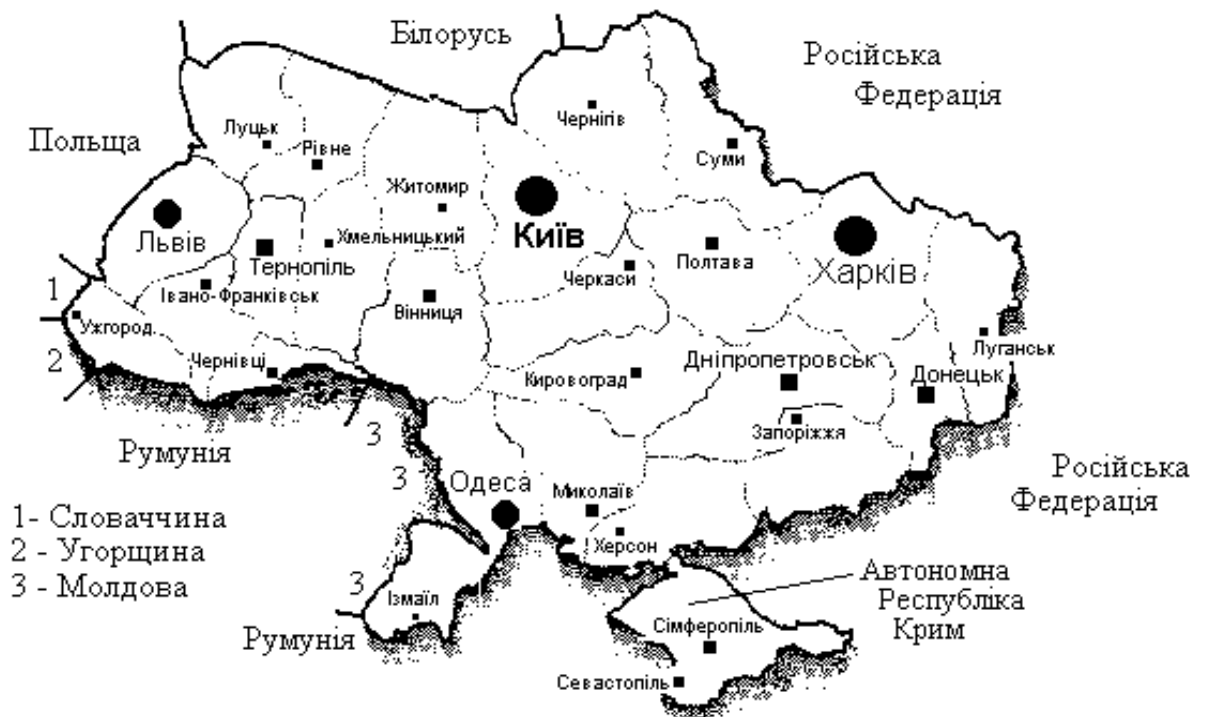 Білорусь
Російська
Федерація
Польща
Чернігів
Луцьк
Рівне
Суми
Житомир
Львів
Київ
Хмельницький
Тернопіль
Черкаси
Полтава
Харків
1
Івано-Франківськ
Вінниця
Ужгород
2
Чернівці
Луганськ
Дніпропетровськ
Кировоград
Донецьк
3
Запоріжжя
Румунія
3
Одеса
Миколаїв
Російська
Федерація
1- Словаччина
2 - Угорщина
3 - Молдова
Херсон
3
Ізмаїл
Румунія
Автономна
Республіка
Крим
Сімферопіль
Севастопіль